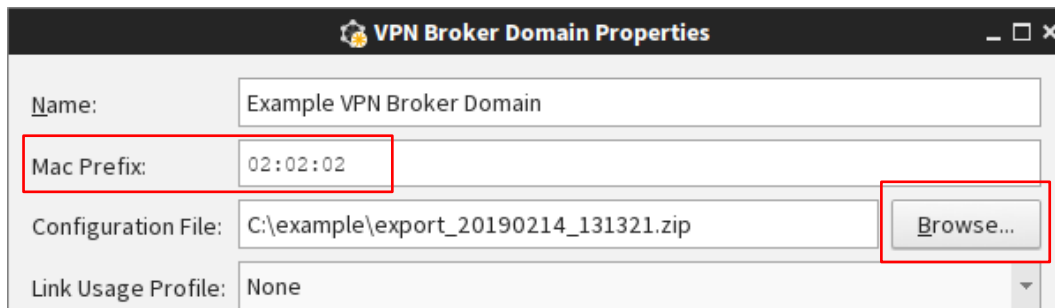 VPN Broker Domain Properties
Name: Example VPN Broker Domain
Mac Prefix: 02:02:02
Configuration File: C:\example\export_20190214_131321.zip Browse...
Link Usage Profile: None